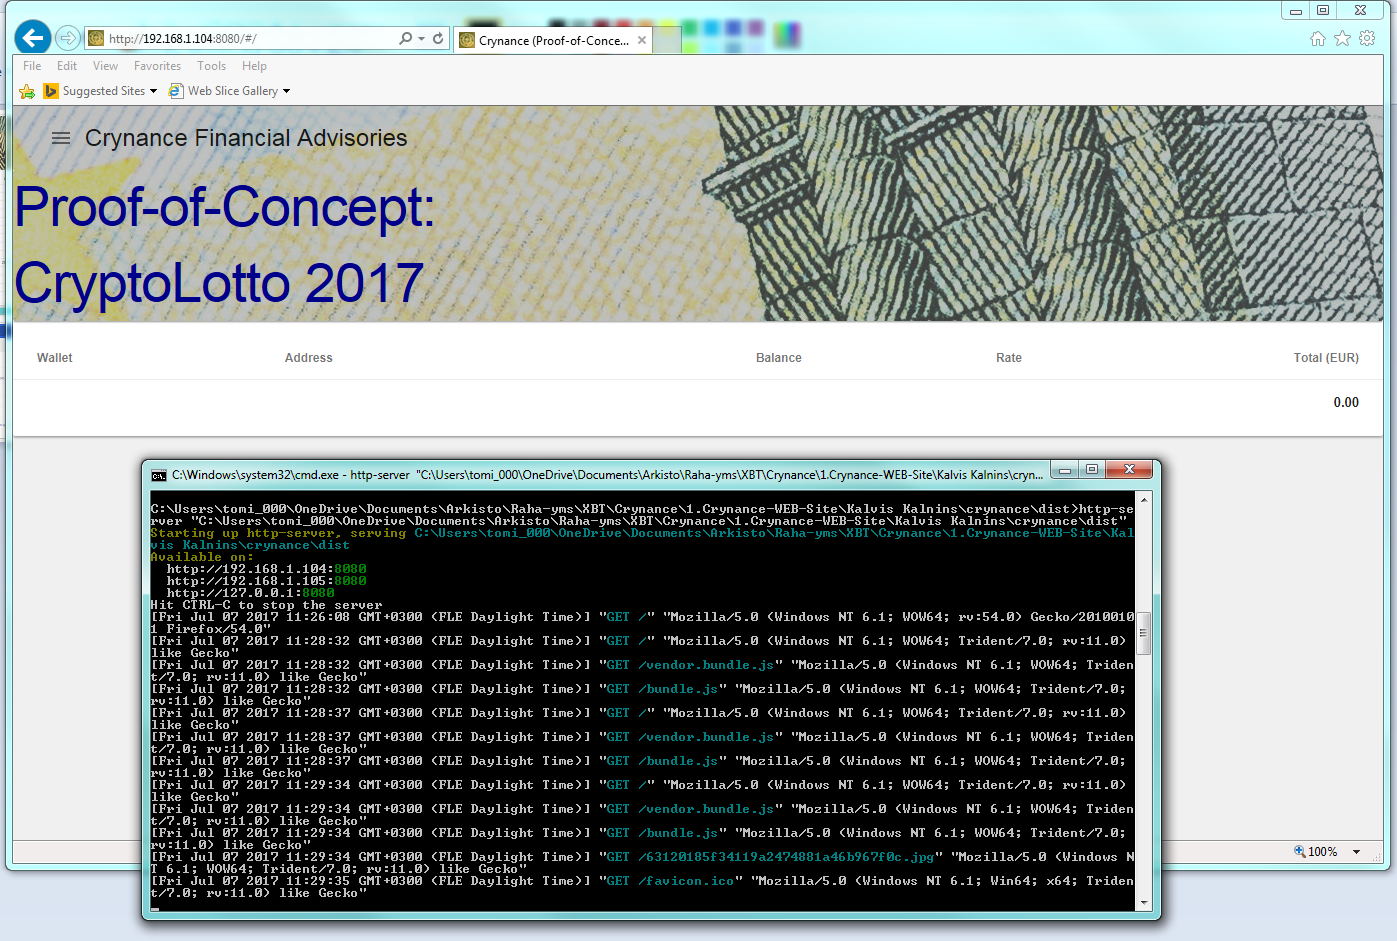 http://192.168.1.104:8080/#/
Crynance (Proof-of-Conce...
File Edit View Favorites Tools Help
Suggested Sites Web Slice Gallery
Crynance Financial Advisories
Proof-of-Concept:
CryptoLotto 2017
Wallet Address Balance Rate Total (EUR)
0.00
C:\Windows\system32\cmd.exe - http-server "C:\Users\tomi_000\OneDrive\Documents\Arkisto\Raha-yms\XBT\Crynance\1.Crynance-WEB-Site\Kalvis Kalnins\cryn...
C:\Users\tomi_000\OneDrive\Documents\Arkisto\Raha-yms\XBT\Crynance\1.Crynance-WEB-Site\Kalvis Kalnins\crynance\dist>http-se
rver "C:\Users\tomi_000\OneDrive\Documents\Arkisto\Raha-yms\XBT\Crynance\1.Crynance-WEB-Site\Kalvis Kalnins\crynance\dist"
Starting up http-server, serving C:\Users\tomi_000\OneDrive\Documents\Arkisto\Raha-yms\XBT\Crynance\1.Crynance-WEB-Site\Kal
vis Kalnins\crynance\dist
Available on:
http://192.168.1.104:8080
http://192.168.1.105:8080
http://127.0.0.1:8080
Hit CTRL-C to stop the server
[Fri Jul 07 2017 11:26:08 GMT+0300 (FLE Daylight Time)] "GET /" "Mozilla/5.0 (Windows NT 6.1; WOW64; rv:54.0) Gecko/2010010
1 Firefox/54.0"
[Fri Jul 07 2017 11:28:32 GMT+0300 (FLE Daylight Time)] "GET /" "Mozilla/5.0 (Windows NT 6.1; WOW64; Trident/7.0; rv:11.0)
like Gecko"
[Fri Jul 07 2017 11:28:32 GMT+0300 (FLE Daylight Time)] "GET /vendor.bundle.js" "Mozilla/5.0 (Windows NT 6.1; WOW64; Triden
t/7.0; rv:11.0) like Gecko"
[Fri Jul 07 2017 11:28:32 GMT+0300 (FLE Daylight Time)] "GET /bundle.js" "Mozilla/5.0 (Windows NT 6.1; WOW64; Trident/7.0;
rv:11.0) like Gecko"
[Fri Jul 07 2017 11:28:37 GMT+0300 (FLE Daylight Time)] "GET /" "Mozilla/5.0 (Windows NT 6.1; WOW64; Trident/7.0; rv:11.0)
like Gecko"
[Fri Jul 07 2017 11:28:37 GMT+0300 (FLE Daylight Time)] "GET /vendor.bundle.js" "Mozilla/5.0 (Windows NT 6.1; WOW64; Triden
t/7.0; rv:11.0) like Gecko"
[Fri Jul 07 2017 11:28:37 GMT+0300 (FLE Daylight Time)] "GET /bundle.js" "Mozilla/5.0 (Windows NT 6.1; WOW64; Trident/7.0;
rv:11.0) like Gecko"
[Fri Jul 07 2017 11:29:34 GMT+0300 (FLE Daylight Time)] "GET /" "Mozilla/5.0 (Windows NT 6.1; WOW64; Trident/7.0; rv:11.0)
like Gecko"
[Fri Jul 07 2017 11:29:34 GMT+0300 (FLE Daylight Time)] "GET /vendor.bundle.js" "Mozilla/5.0 (Windows NT 6.1; WOW64; Triden
t/7.0; rv:11.0) like Gecko"
[Fri Jul 07 2017 11:29:34 GMT+0300 (FLE Daylight Time)] "GET /bundle.js" "Mozilla/5.0 (Windows NT 6.1; WOW64; Trident/7.0;
rv:11.0) like Gecko"
[Fri Jul 07 2017 11:29:34 GMT+0300 (FLE Daylight Time)] "GET /63120185f34119a2474881a46b967f0c.jpg" "Mozilla/5.0 (Windows N
T 6.1; WOW64; Trident/7.0; rv:11.0) like Gecko"
[Fri Jul 07 2017 11:29:35 GMT+0300 (FLE Daylight Time)] "GET /favicon.ico" "Mozilla/5.0 (Windows NT 6.1; Win64; x64; Triden
t/7.0; rv:11.0) like Gecko"
100%